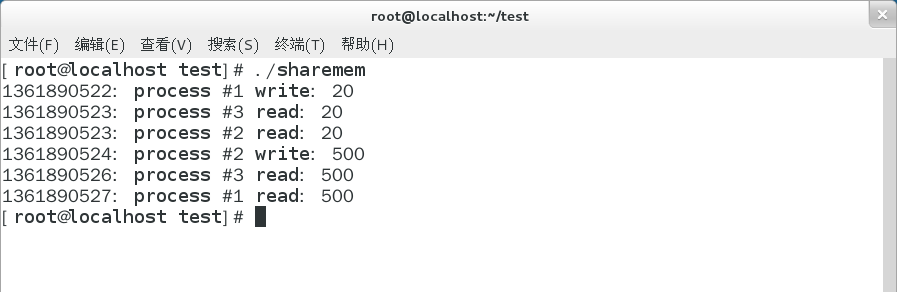 root@localhost:~/test
文件(F) 编辑(E) 查看(V) 搜索(S) 终端(T) 帮助(H)
[root@localhost test]# ./sharemem
1361890522: process #1 write: 20
1361890523: process #3 read: 20
1361890523: process #2 read: 20
1361890524: process #2 write: 500
1361890526: process #3 read: 500
1361890527: process #1 read: 500
[root@localhost test]#